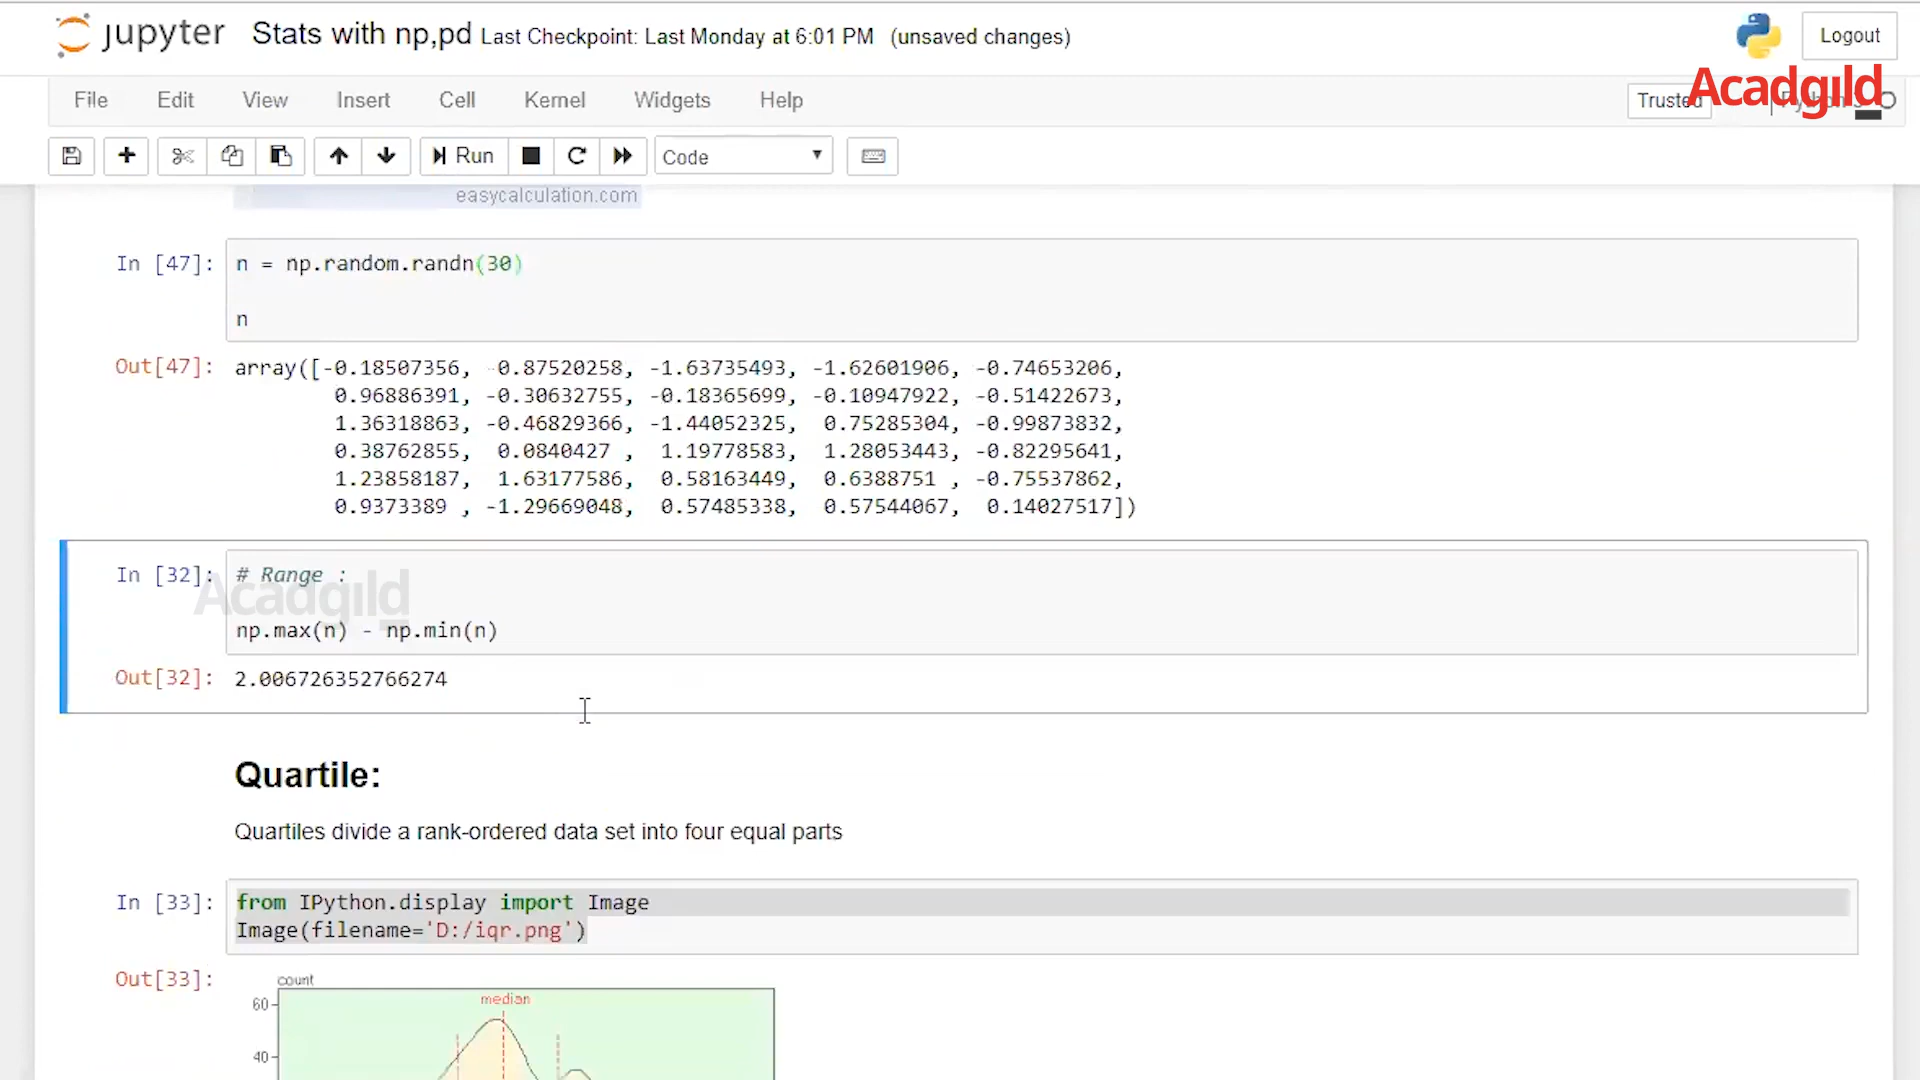 jupyter Stats with np,pd Last Checkpoint: Last Monday at 6:01 PM (unsaved changes) Logout
Acadgild
File Edit View Insert Cell Kernel Widgets Help Trusted
Run Code
easycalculation.com
In [47]: n = np.random.randn(30)
n
Out[47]: array([-0.18507356, -0.87520258, -1.63735493, -1.62601906, -0.74653206,
0.96886391, -0.30632755, -0.18365699, -0.10947922, -0.51422673,
1.36318863, -0.46829366, -1.44052325, 0.75285304, -0.99873832,
0.38762855, 0.0840427 , 1.19778583, 1.28053443, -0.82295641,
1.23858187, 1.63177586, 0.58163449, 0.6388751 , -0.75537862,
0.9373389 , -1.29669048, 0.57485338, 0.57544067, 0.14027517])
In [32]: # Range :
Acadgild
np.max(n) - np.min(n)
Out[32]: 2.006726352766274
Quartile:
Quartiles divide a rank-ordered data set into four equal parts
In [33]: from IPython.display import Image
Image(filename='D:/iqr.png')
Out[33]: count
60
median
40